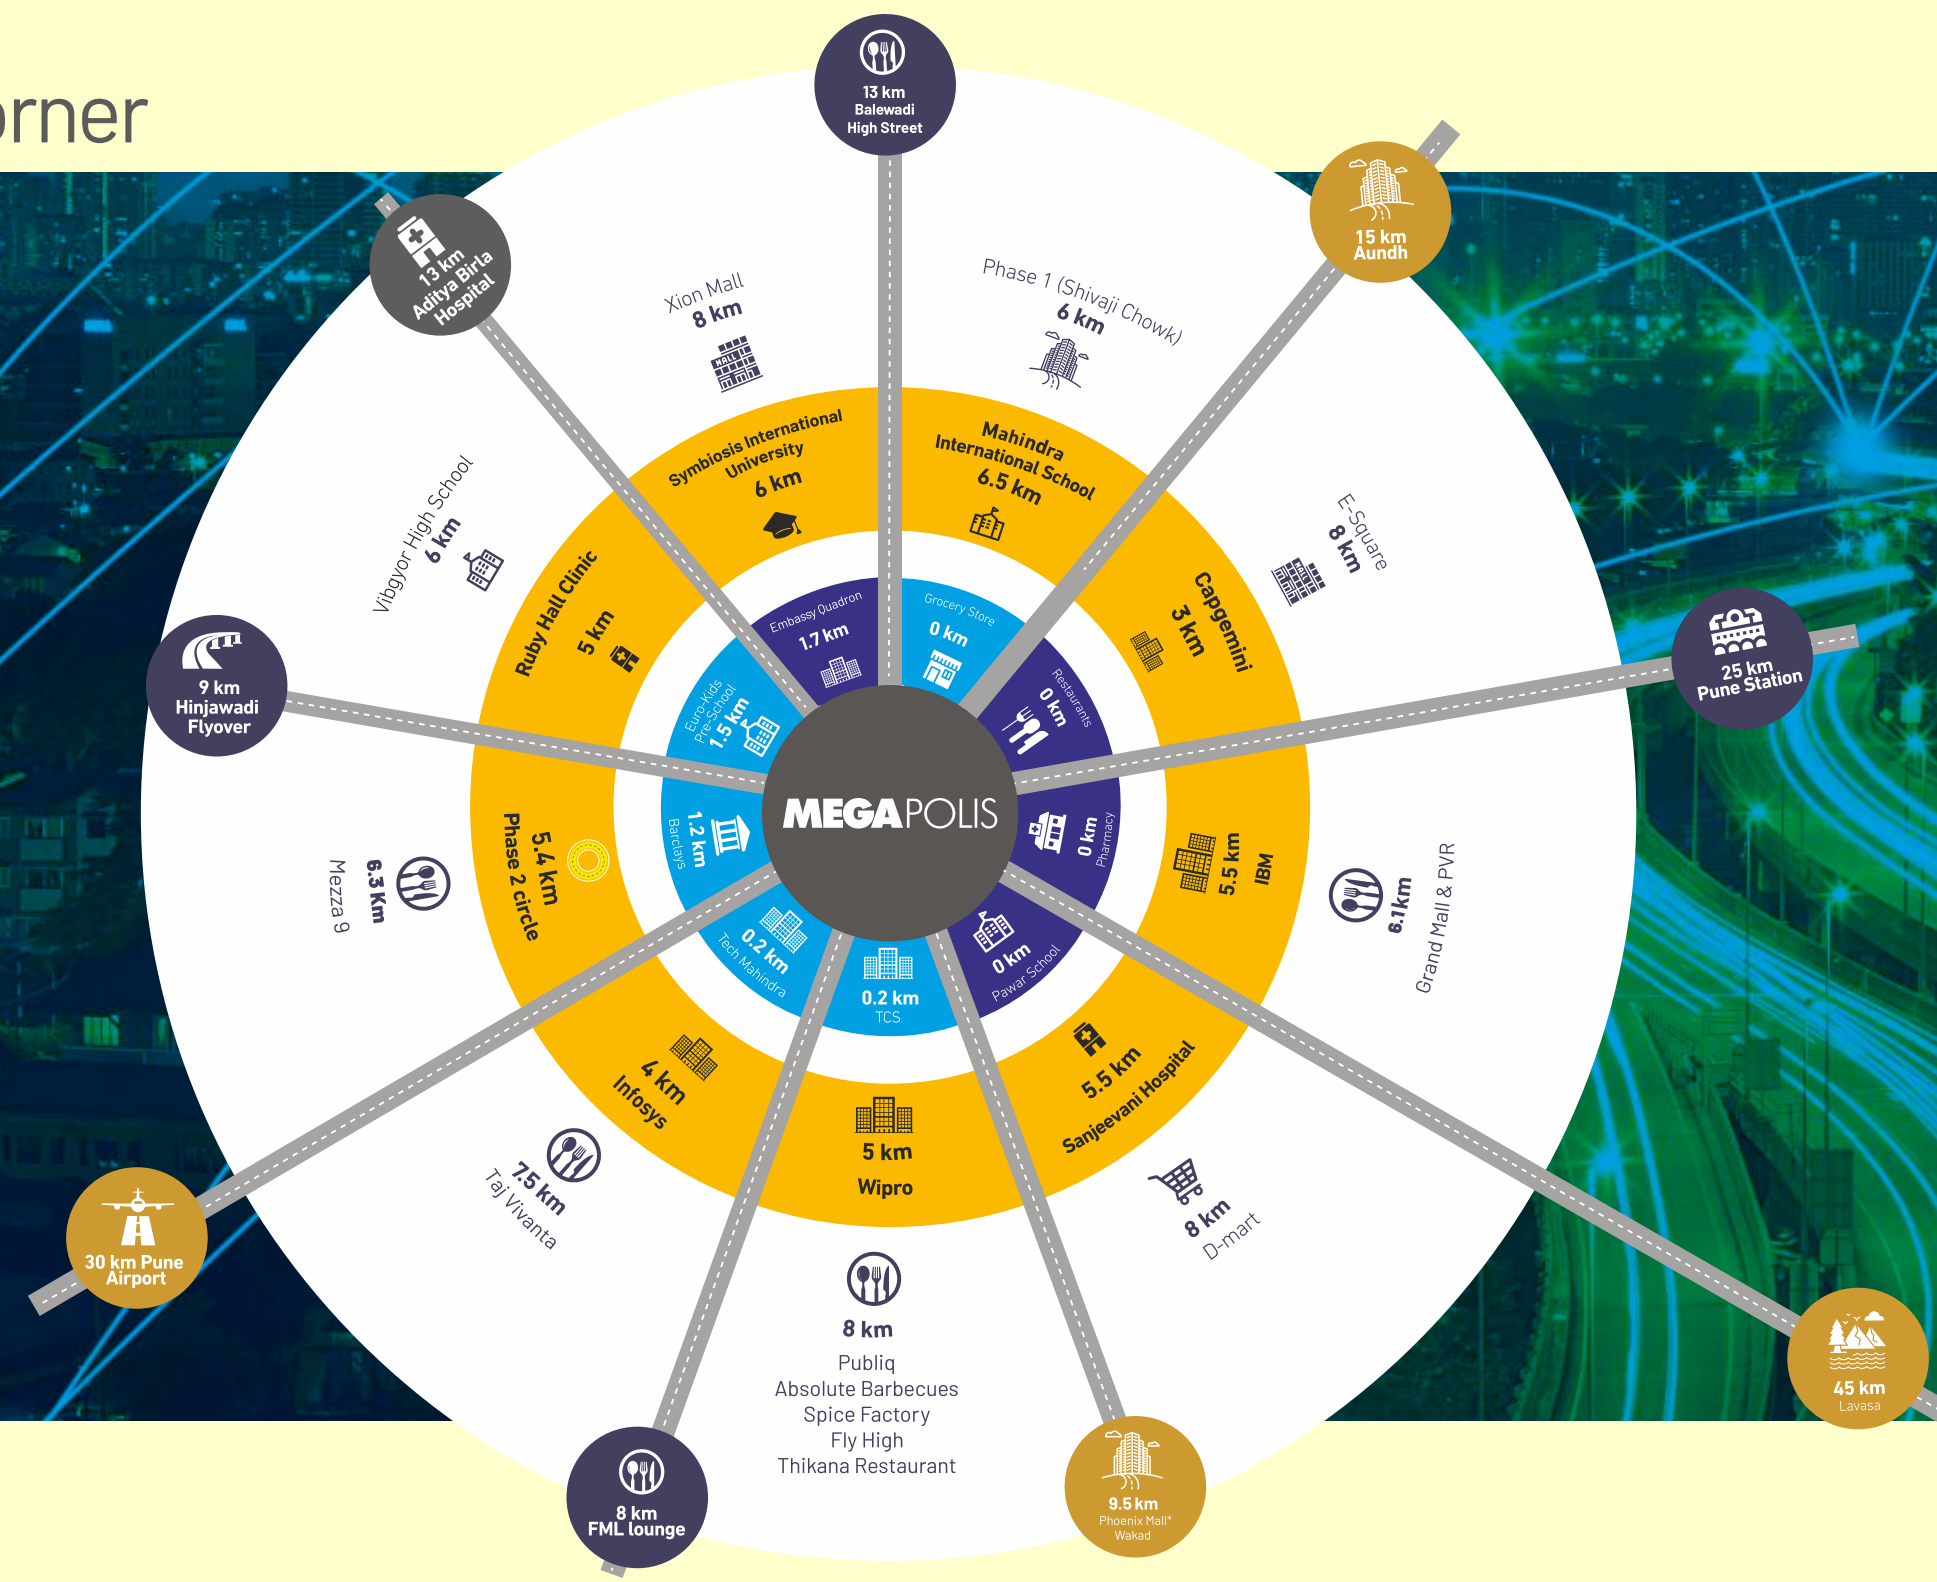 orner
13 km
Balewadi
High Street
15 km
Aundh
13 km
Aditya Birla
Hospital
Xion Mall
8 km
Phase 1 (Shivaji Chowk)
6 km
MALL
Symbiosis International
University
6 km
Mahindra
International School
6.5 km
Vibgyor High School
6 km
E-Square
8 km
MALL
Ruby Hall Clinic
5 km
Capgemini
3 km
Embassy Quadron
1.7 km
Grocery Store
0 km
Euro-Kids
Pre-School
1.5 km
Restaurants
0 km
9 km
Hinjawadi
Flyover
25 km
Pune Station
MEGAPOLIS
Phase 2 circle
5.4 km
1.2 km
Barclays
0 km
Pharmacy
5.5 km
IBM
Mezza 9
6.3 Km
6.1km
Grand Mall & PVR
0.2 km
Tech Mahindra
0.2 km
TCS
0 km
Pawar School
4 km
Infosys
5 km
Wipro
5.5 km
Sanjeevani Hospital
7.5 km
Taj Vivanta
8 km
D-mart
30 km Pune
Airport
8 km
Publiq
Absolute Barbecues
Spice Factory
Fly High
Thikana Restaurant
45 km
Lavasa
8 km
FML lounge
9.5 km
Phoenix Mall*
Wakad